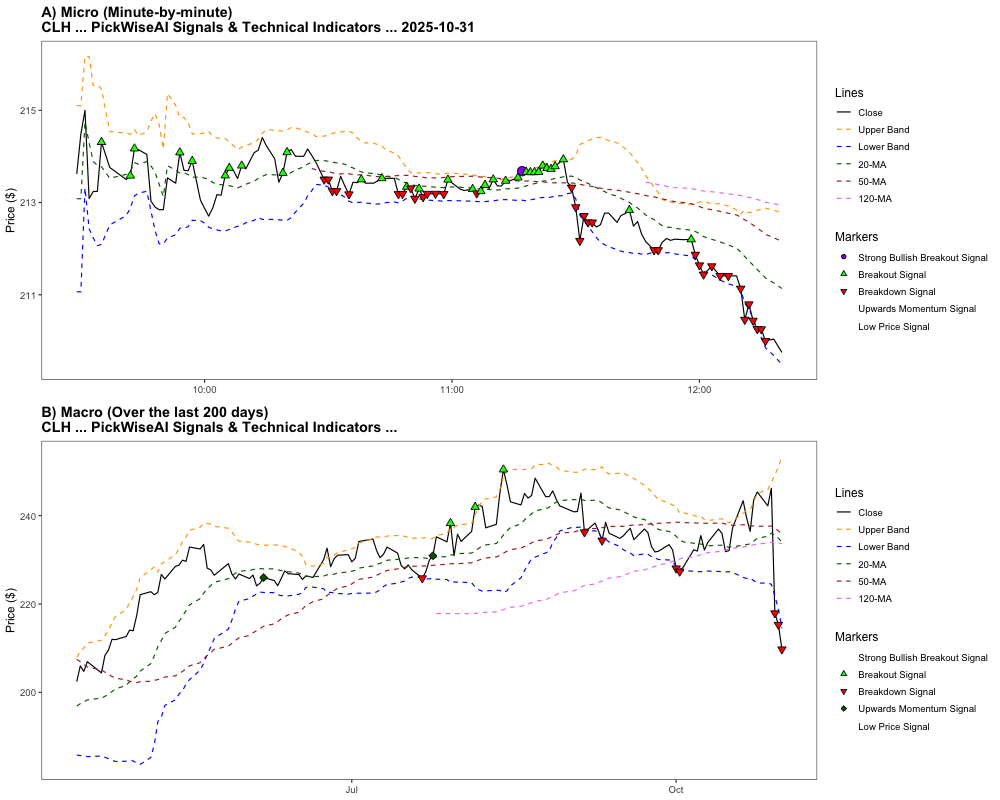 A) Micro (Minute-by-minute)
CLH ... PickWiseAI Signals & Technical Indicators ... 2025-10-31
215
213
211
Price ($)
10:00
11:00
12:00
Lines
Close
Upper Band
Lower Band
20-MA
50-MA
120-MA
Markers
Strong Bullish Breakout Signal
Breakout Signal
Breakdown Signal
Upwards Momentum Signal
Low Price Signal
B) Macro (Over the last 200 days)
CLH ... PickWiseAI Signals & Technical Indicators ...
240
220
200
Price ($)
Jul
Oct
Lines
Close
Upper Band
Lower Band
20-MA
50-MA
120-MA
Markers
Strong Bullish Breakout Signal
Breakout Signal
Breakdown Signal
Upwards Momentum Signal
Low Price Signal